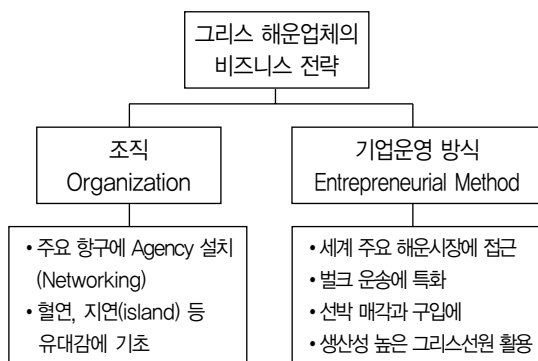 그리스 해운업체의
비즈니스 전략
조직
Organization
기업운영 방식
Entrepreneurial Method
• 주요 항구에 Agency 설치
(Networking)
• 혈연, 지연(island) 등
유대감에 기초
• 세계 주요 해운시장에 접근
• 벌크 운송에 특화
• 선박 매각과 구입에
• 생산성 높은 그리스선원 활용